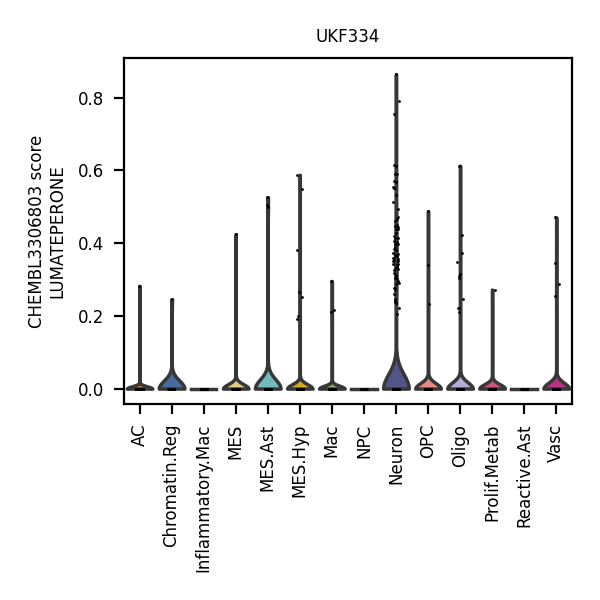 UKF334
CHEMBL3306803 score
LUMATEPERONE
0.8
0.6
0.4
0.2
0.0
AC
Chromatin.Reg
Inflammatory.Mac
MES
MES.Ast
MES.Hyp
Mac
NPC
Neuron
OPC
Oligo
Prolif.Metab
Reactive.Ast
Vasc